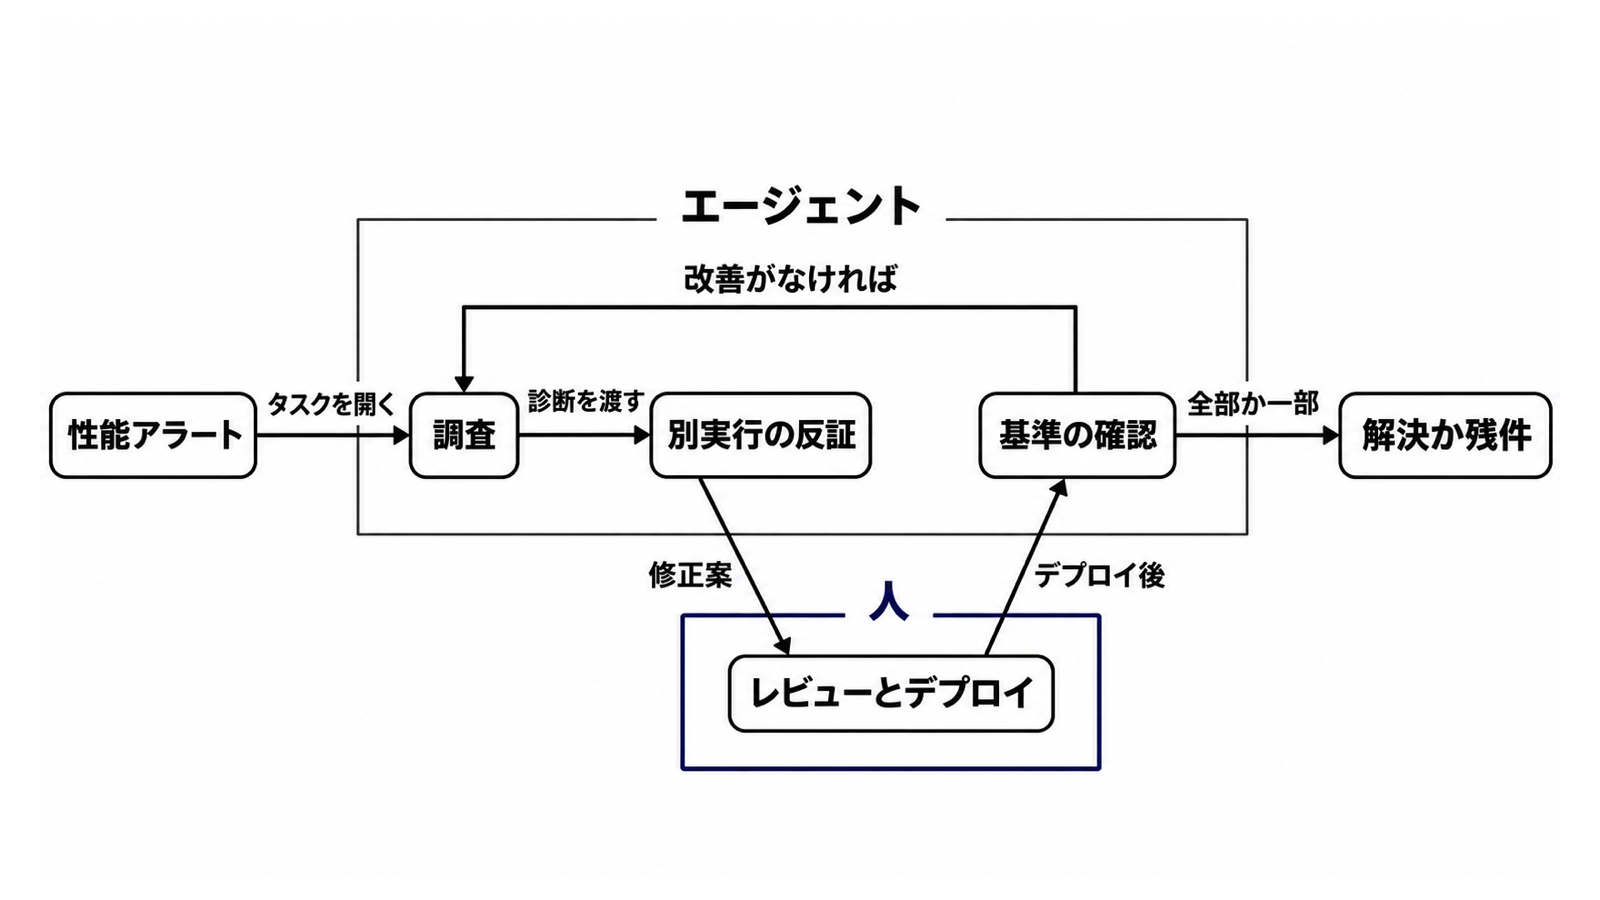 エージェント
改善がなければ
性能アラート
タスクを開く
調査
診断を渡す
別実行の反証
基準の確認
全部か一部
解決か残件
修正案
デプロイ後
人
レビューとデプロイ